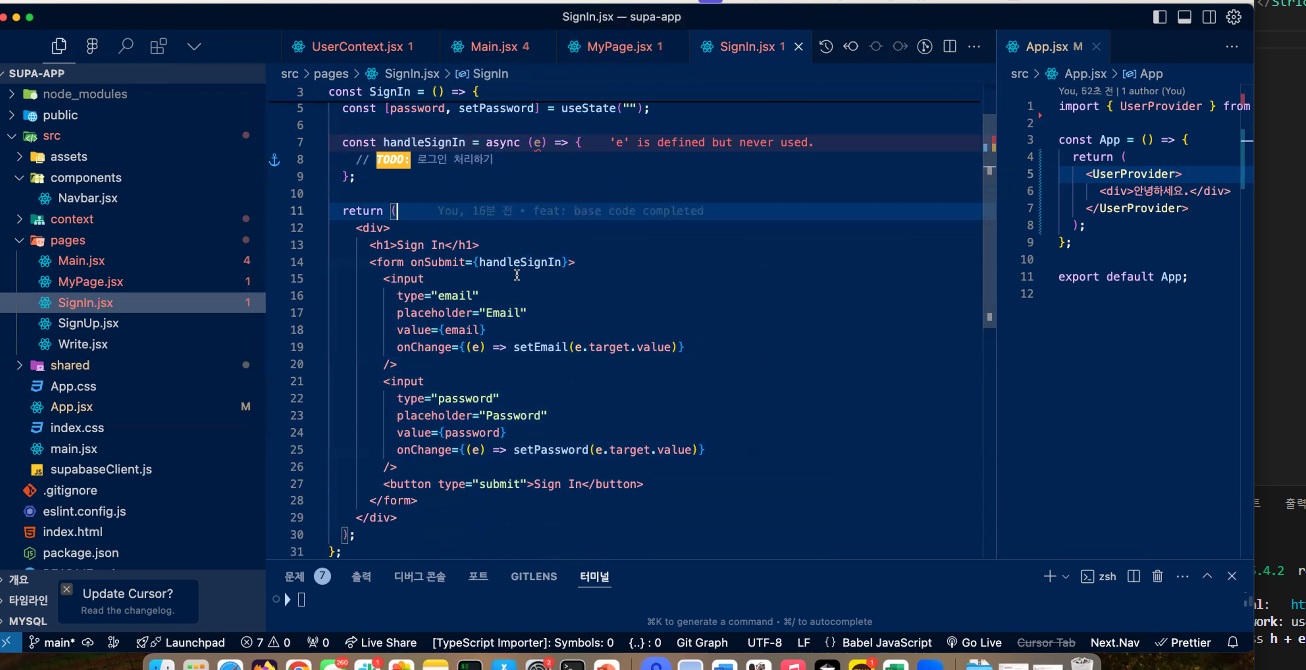 </Stric
SignIn.jsx — supa-app
UserContext.jsx 1
Main.jsx 4
MyPage.jsx 1
SignIn.jsx 1
App.jsx M
SUPA-APP
node_modules
public
src
assets
components
Navbar.jsx
context
pages
Main.jsx 4
MyPage.jsx 1
SignIn.jsx 1
SignUp.jsx
Write.jsx
shared
App.css
App.jsx M
index.css
main.jsx
supabaseClient.js
.gitignore
eslint.config.js
index.html
package.json
개요
타임라인
MYSQL
Update Cursor?
Read the changelog.
src > pages > SignIn.jsx > SignIn
3 const SignIn = () => {
5 const [password, setPassword] = useState("");
6
7 const handleSignIn = async (e) => { 'e' is defined but never used.
8 // TODO: 로그인 처리하기
9 };
10
11 return ( You, 16분 전 • feat: base code completed
12 <div>
13 <h1>Sign In</h1>
14 <form onSubmit={handleSignIn}>
15 <input
16 type="email"
17 placeholder="Email"
18 value={email}
19 onChange={(e) => setEmail(e.target.value)}
20 />
21 <input
22 type="password"
23 placeholder="Password"
24 value={password}
25 onChange={(e) => setPassword(e.target.value)}
26 />
27 <button type="submit">Sign In</button>
28 </form>
29 </div>
30 );
31 };
src > App.jsx > App
You, 52초 전 | 1 author (You)
1 import { UserProvider } from
2
3 const App = () => {
4 return (
5 <UserProvider>
6 <div>안녕하세요.</div>
7 </UserProvider>
8 );
9 };
10
11 export default App;
12
문제 7 출력 디버그 콘솔 포트 GITLENS 터미널
zsh
⌘K to generate a command • ⌘/ to autocomplete
main* Launchpad 7 0 0 Live Share [TypeScript Importer]: Symbols: 0 {..} : 0 Git Graph UTF-8 LF {} Babel JavaScript Go Live Cursor Tab Next.Nav Prettier
출력
.4.2 r
al: ht
work: us
ss h + e
260